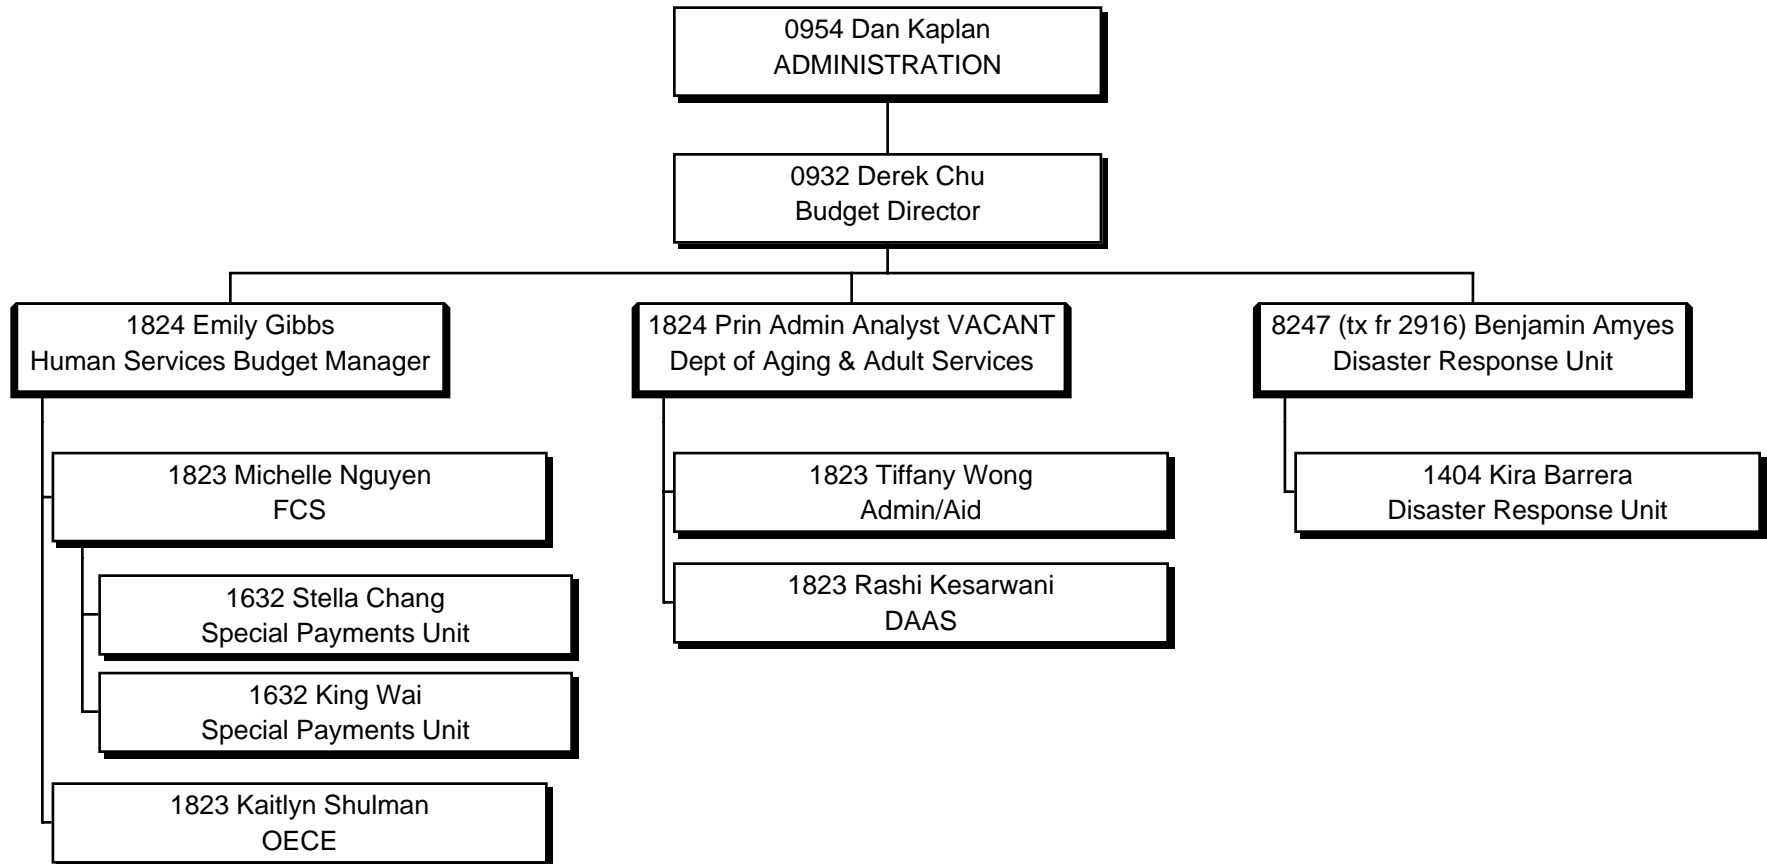 0954 Dan Kaplan
ADMINISTRATION
0932 Derek Chu
Budget Director
1824 Emily Gibbs
Human Services Budget Manager
1823 Michelle Nguyen
FCS
1632 Stella Chang
Special Payments Unit
1632 King Wai
Special Payments Unit
1823 Kaitlyn Shulman
OECE
1824 Prin Admin Analyst VACANT
Dept of Aging & Adult Services
1823 Tiffany Wong
Admin/Aid
1823 Rashi Kesarwani
DAAS
8247 (tx fr 2916) Benjamin Amyes
Disaster Response Unit
1404 Kira Barrera
Disaster Response Unit